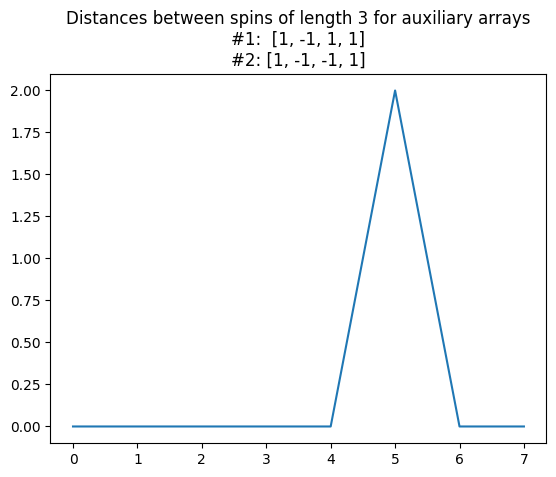 Distances between spins of length 3 for auxiliary arrays
#1:  [1, -1, 1, 1]
#2: [1, -1, -1, 1]
2.00
1.75
1.50
1.25
1.00
0.75
0.50
0.25
0.00
0 1 2 3 4 5 6 7